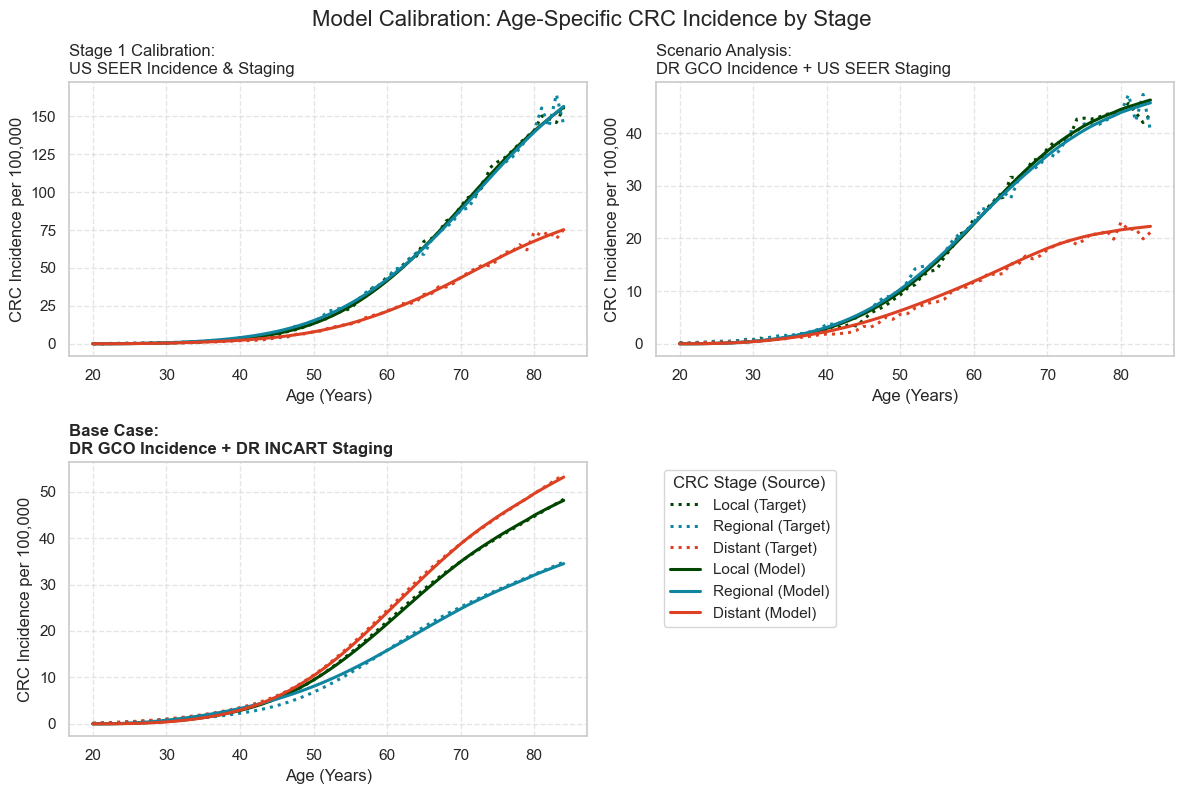 Model Calibration: Age-Specific CRC Incidence by Stage
Stage 1 Calibration:
US SEER Incidence & Staging
CRC Incidence per 100,000
150
125
100
75
50
25
0
20 30 40 50 60 70 80
Age (Years)
Scenario Analysis:
DR GCO Incidence + US SEER Staging
CRC Incidence per 100,000
40
30
20
10
0
20 30 40 50 60 70 80
Age (Years)
Base Case:
DR GCO Incidence + DR INCART Staging
CRC Incidence per 100,000
50
40
30
20
10
0
20 30 40 50 60 70 80
Age (Years)
CRC Stage (Source)
Local (Target)
Regional (Target)
Distant (Target)
Local (Model)
Regional (Model)
Distant (Model)